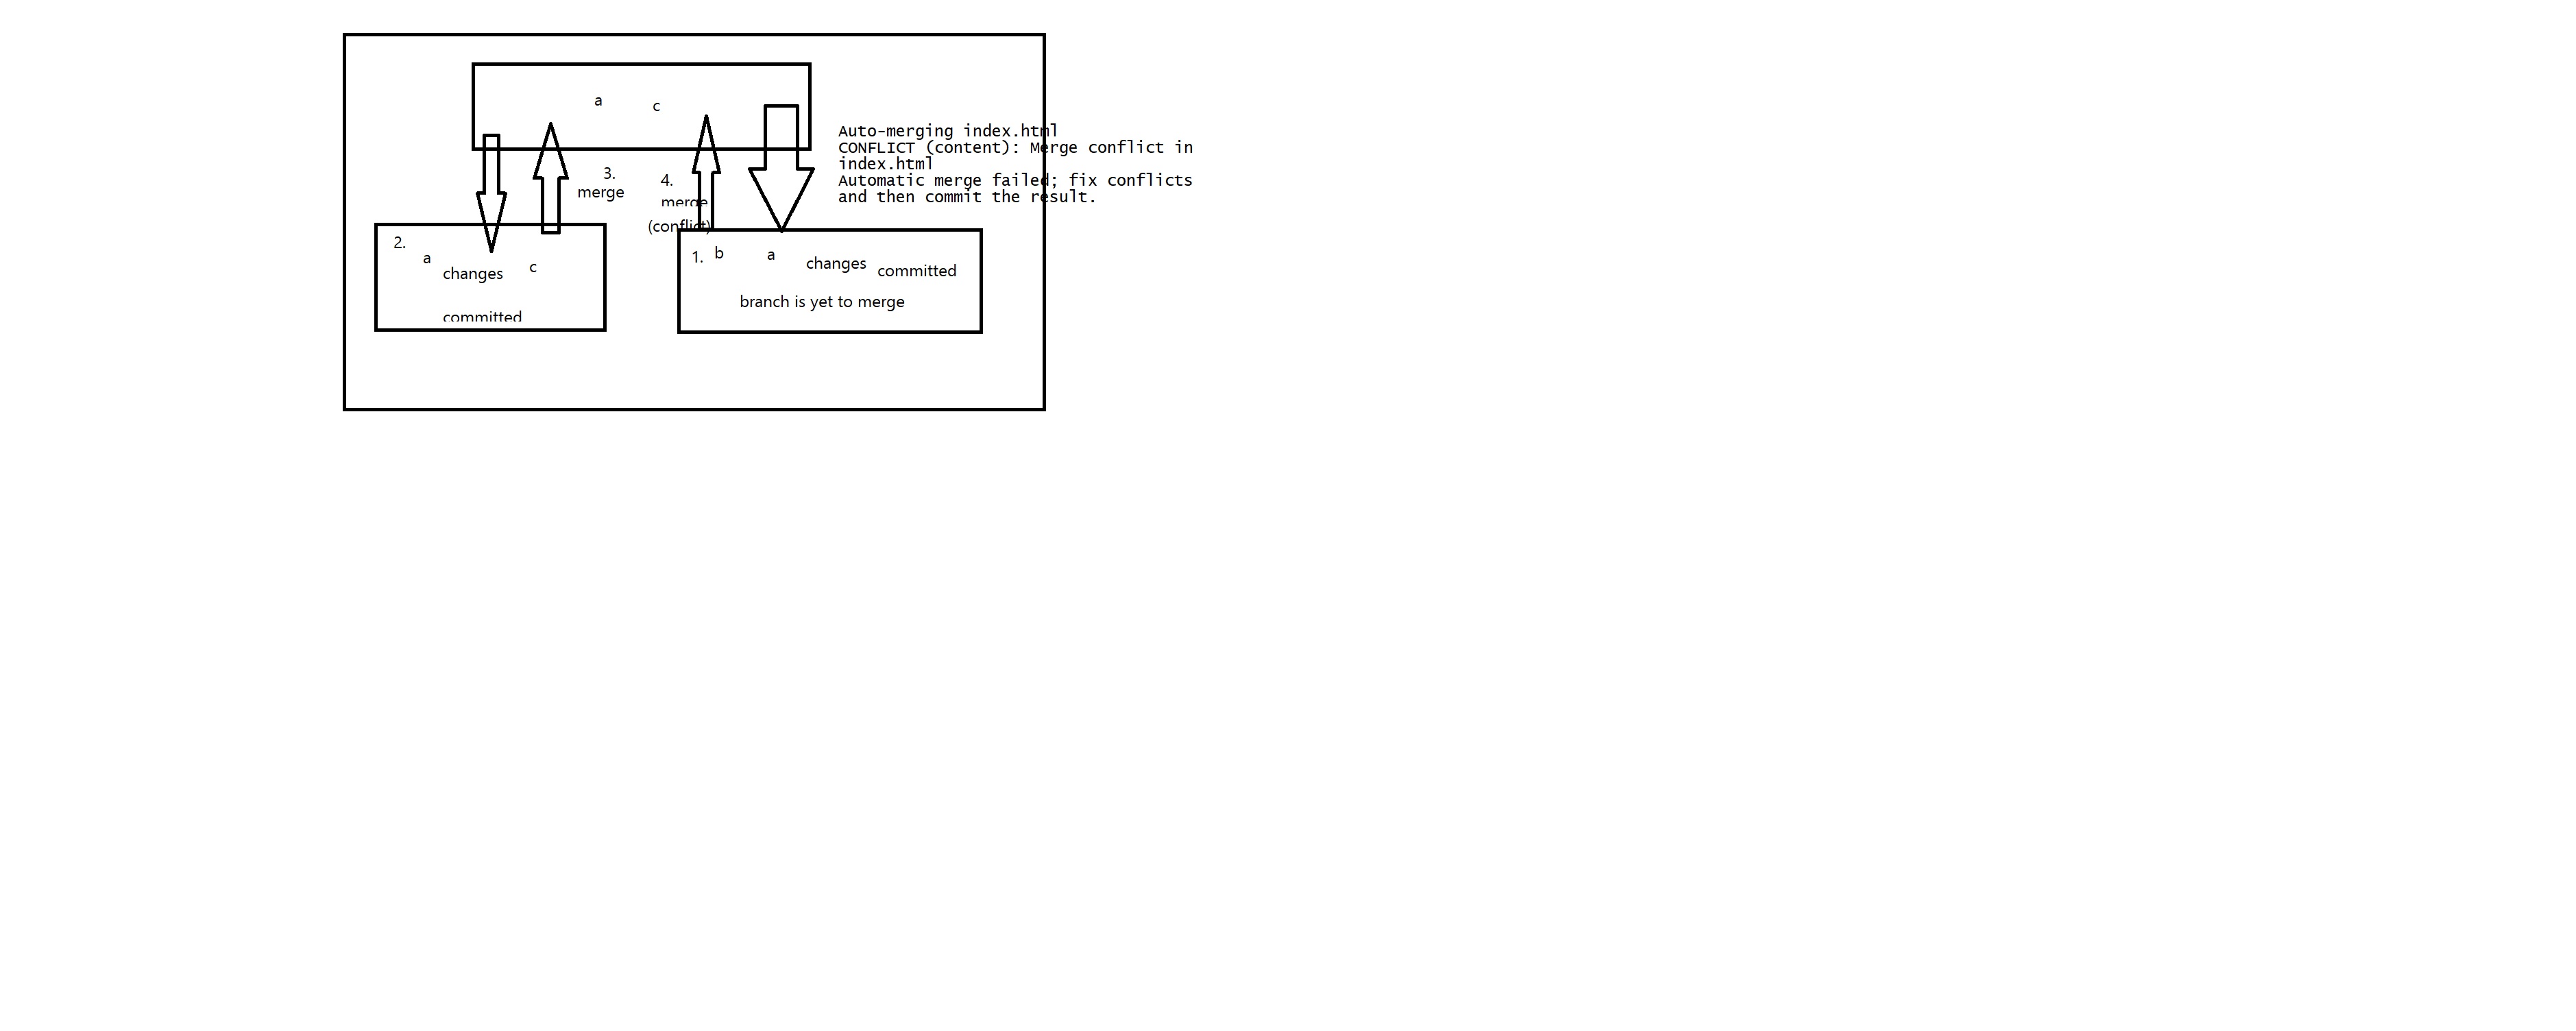 a c
Auto-merging index.html
CONFLICT (content): Merge conflict in
index.html
Automatic merge failed; fix conflicts
and then commit the result.
3.
merge
4.
merge
(conflict)
2.
a
changes c
committed
1. b a changes committed
branch is yet to merge